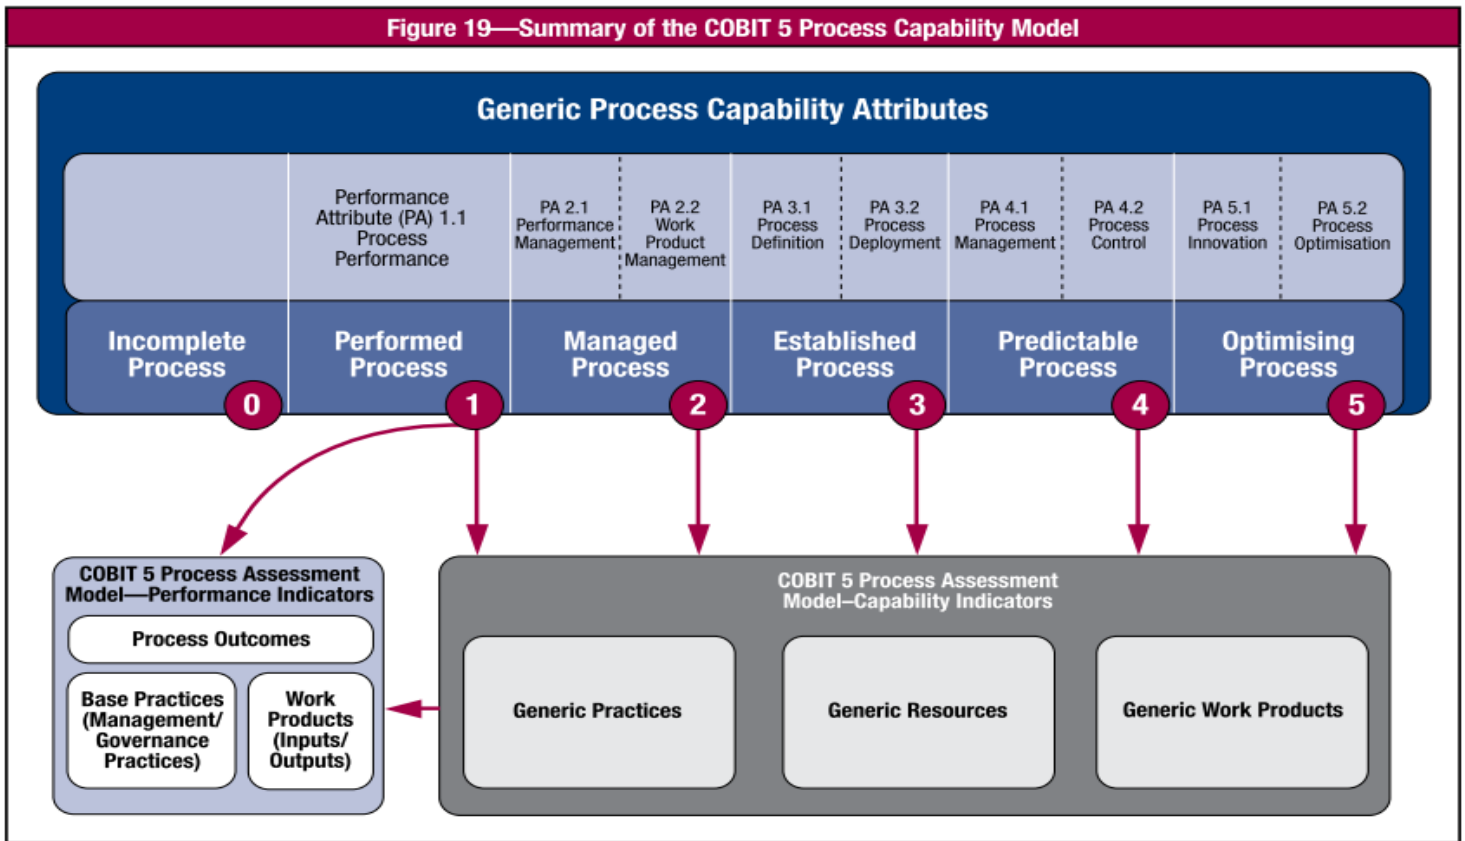 Figure 19—Summary of the COBIT 5 Process Capability Model
Generic Process Capability Attributes
Performance
Attribute (PA) 1.1
Process
Performance
PA 2.1
Performance
Management
PA 2.2
Work
Product
Management
PA 3.1
Process
Definition
PA 3.2
Process
Deployment
PA 4.1
Process
Management
PA 4.2
Process
Control
PA 5.1
Process
Innovation
PA 5.2
Process
Optimisation
Incomplete
Process
0
Performed
Process
1
Managed
Process
2
Established
Process
3
Predictable
Process
4
Optimising
Process
5
COBIT 5 Process Assessment
Model—Performance Indicators
Process Outcomes
Base Practices
(Management/
Governance
Practices)
Work
Products
(Inputs/
Outputs)
COBIT 5 Process Assessment
Model–Capability Indicators
Generic Practices
Generic Resources
Generic Work Products